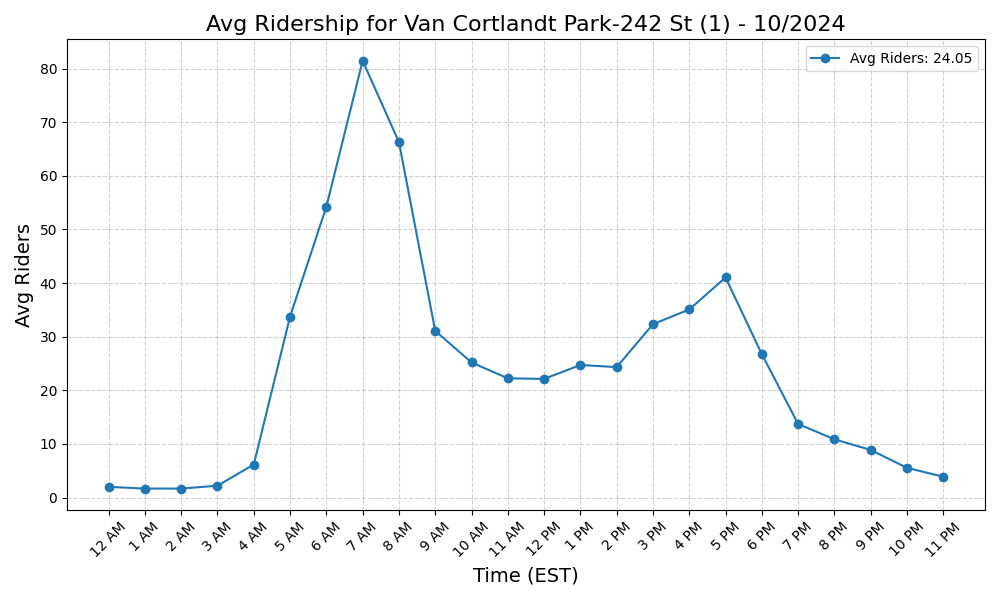 Avg Ridership for Van Cortlandt Park-242 St (1) - 10/2024
Avg Riders: 24.05
Avg Riders
80
70
60
50
40
30
20
10
0
12 AM
1 AM
2 AM
3 AM
4 AM
5 AM
6 AM
7 AM
8 AM
9 AM
10 AM
11 AM
12 PM
1 PM
2 PM
3 PM
4 PM
5 PM
6 PM
7 PM
8 PM
9 PM
10 PM
11 PM
Time (EST)